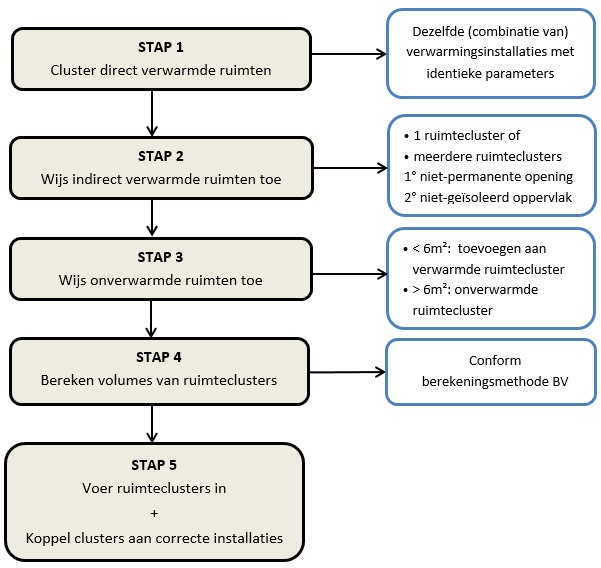 STAP 1
Cluster direct verwarmde ruimten
Dezelfde (combinatie van)
verwarmingsinstallaties met
identieke parameters
STAP 2
Wijs indirect verwarmde ruimten toe
• 1 ruimtecluster of
• meerdere ruimteclusters
1° niet-permanente opening
2° niet-geïsoleerd oppervlak
STAP 3
Wijs onverwarmde ruimten toe
• < 6m²: toevoegen aan
verwarmde ruimtecluster
• > 6m²: onverwarmde
ruimtecluster
STAP 4
Bereken volumes van ruimteclusters
Conform
berekeningsmethode BV
STAP 5
Voer ruimteclusters in
+
Koppel clusters aan correcte installaties